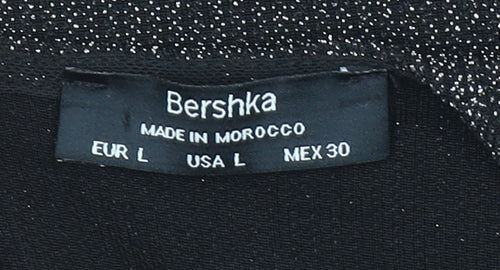 Bershka
MADE IN MOROCCO
EUR L USA L MEX 30